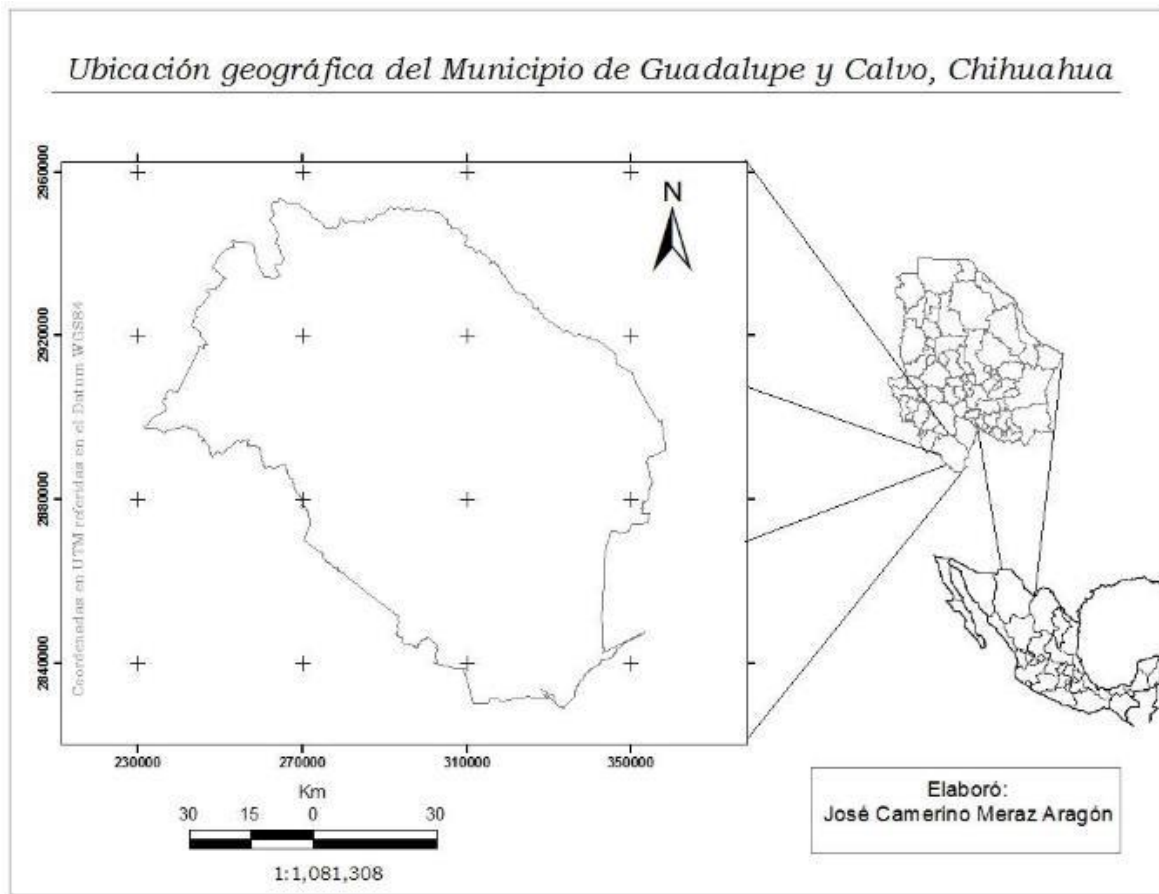 Ubicación geográfica del Municipio de Guadalupe y Calvo, Chihuahua
2960000
2920000
2880000
2840000
Coordenadas en UTM referidas en el Datum WGS84
N
230000
270000
310000
350000
Km
30 15 0 30
1:1,081,308
Elaboró:
José Camerino Meraz Aragón